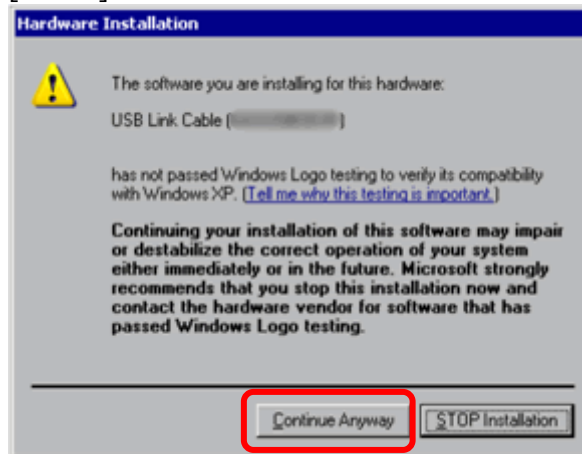 Hardware Installation
The software you are installing for this hardware:
USB Link Cable ( )
has not passed Windows Logo testing to verify its compatibility
with Windows XP. (Tell me why this testing is important.)
Continuing your installation of this software may impair
or destabilize the correct operation of your system
either immediately or in the future. Microsoft strongly
recommends that you stop this installation now and
contact the hardware vendor for software that has
passed Windows Logo testing.
Continue Anyway STOP Installation